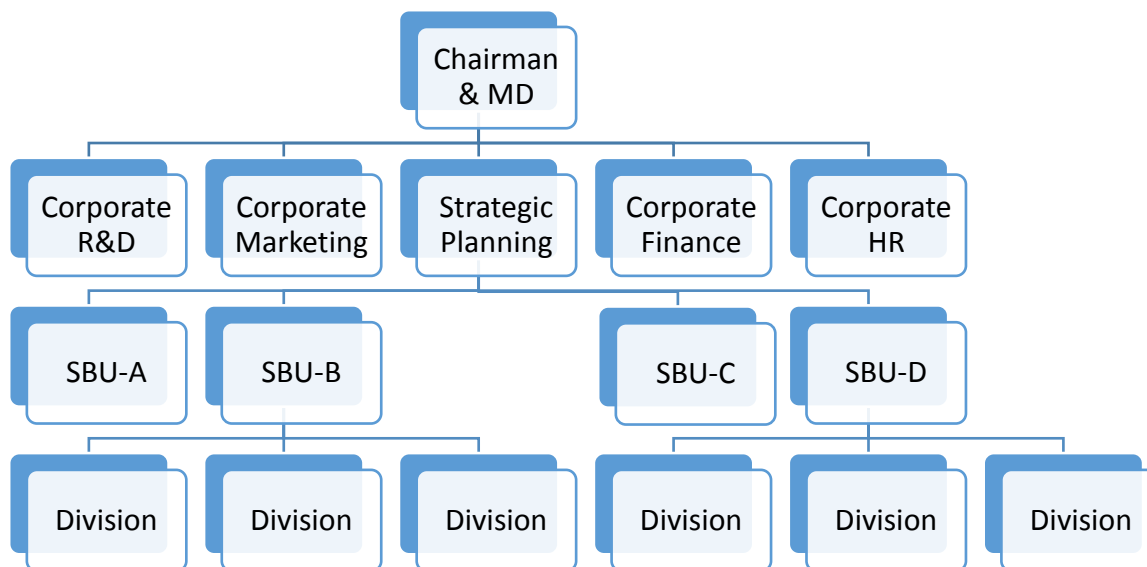 Chairman
& MD
Corporate
R&D
Corporate
Marketing
Strategic
Planning
Corporate
Finance
Corporate
HR
SBU-A
SBU-B
SBU-C
SBU-D
Division
Division
Division
Division
Division
Division